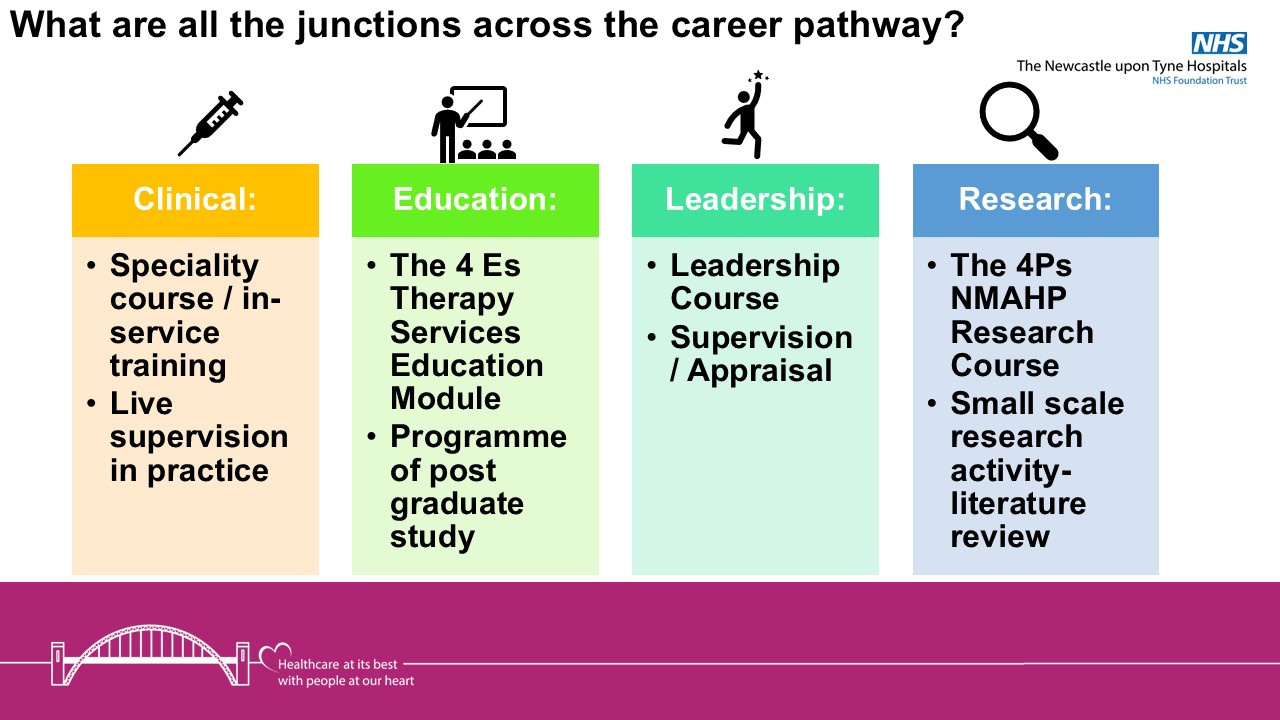 What are all the junctions across the career pathway?
NHS
The Newcastle upon Tyne Hospitals
NHS Foundation Trust
Clinical:
• Speciality
course / in-
service
training
• Live
supervision
in practice
Education:
• The 4 Es
Therapy
Services
Education
Module
• Programme
of post
graduate
study
Leadership:
• Leadership
Course
• Supervision
/ Appraisal
Research:
• The 4Ps
NMAHP
Research
Course
• Small scale
research
activity-
literature
review
Healthcare at its best
with people at our heart